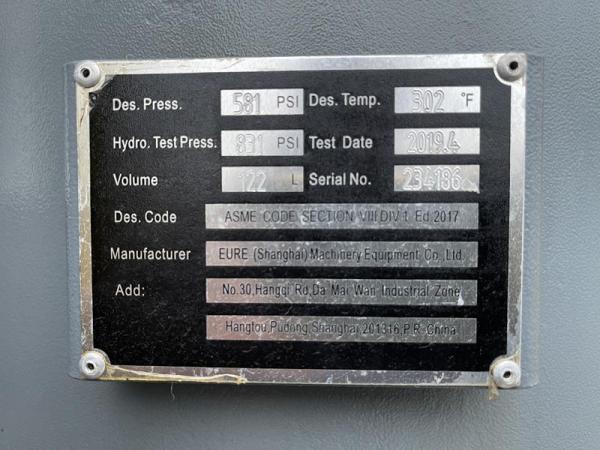 Des. Press. 581 PSI Des. Temp. 302 °F
Hydro. Test Press. 831 PSI Test Date 2019.4
Volume 122 L Serial No. 234186
Des. Code ASME CODE SECTION VIII DIV.1 Ed.2017
Manufacturer EURE (Shanghai) Machinery Equipment Co.,Ltd.
Add: No.30,Hangqi Rd,Da Mai Wan Industrial Zone
Hangtou,Pudong,Shanghai,201316,P.R-China